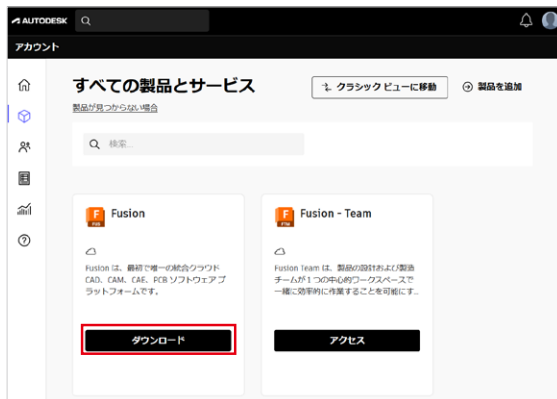 AUTODESK
アカウント
すべての製品とサービス
クラシック ビューに移動
製品を追加
製品が見つからない場合
検索...
Fusion
Fusion は、最初で唯一の統合クラウド
CAD、CAM、CAE、PCB ソフトウェア プ
ラットフォームです。
ダウンロード
Fusion - Team
Fusion Team は、製品の設計および製造
チームが 1 つの中心的ワークスペースで
一緒に効率的に作業することを可能にす...
アクセス